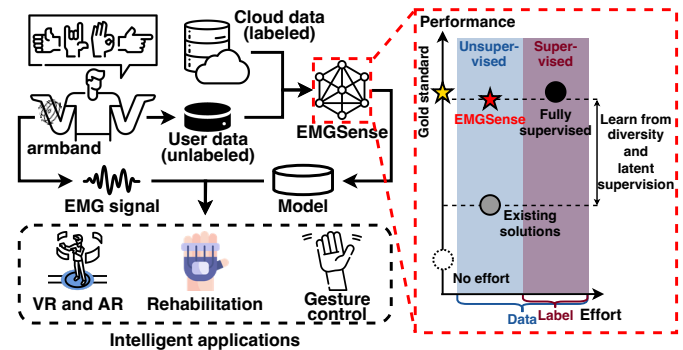 Cloud data
(labeled)
armband
User data
(unlabeled)
EMGSense
EMG signal
Model
VR and AR
Rehabilitation
Gesture
control
Intelligent applications
Performance
Gold standard
Unsuper-
vised
Super-
vised
EMGSense
Fully
supervised
Learn from
diversity
and
latent
supervision
Existing
solutions
No effort
Data
Label
Effort